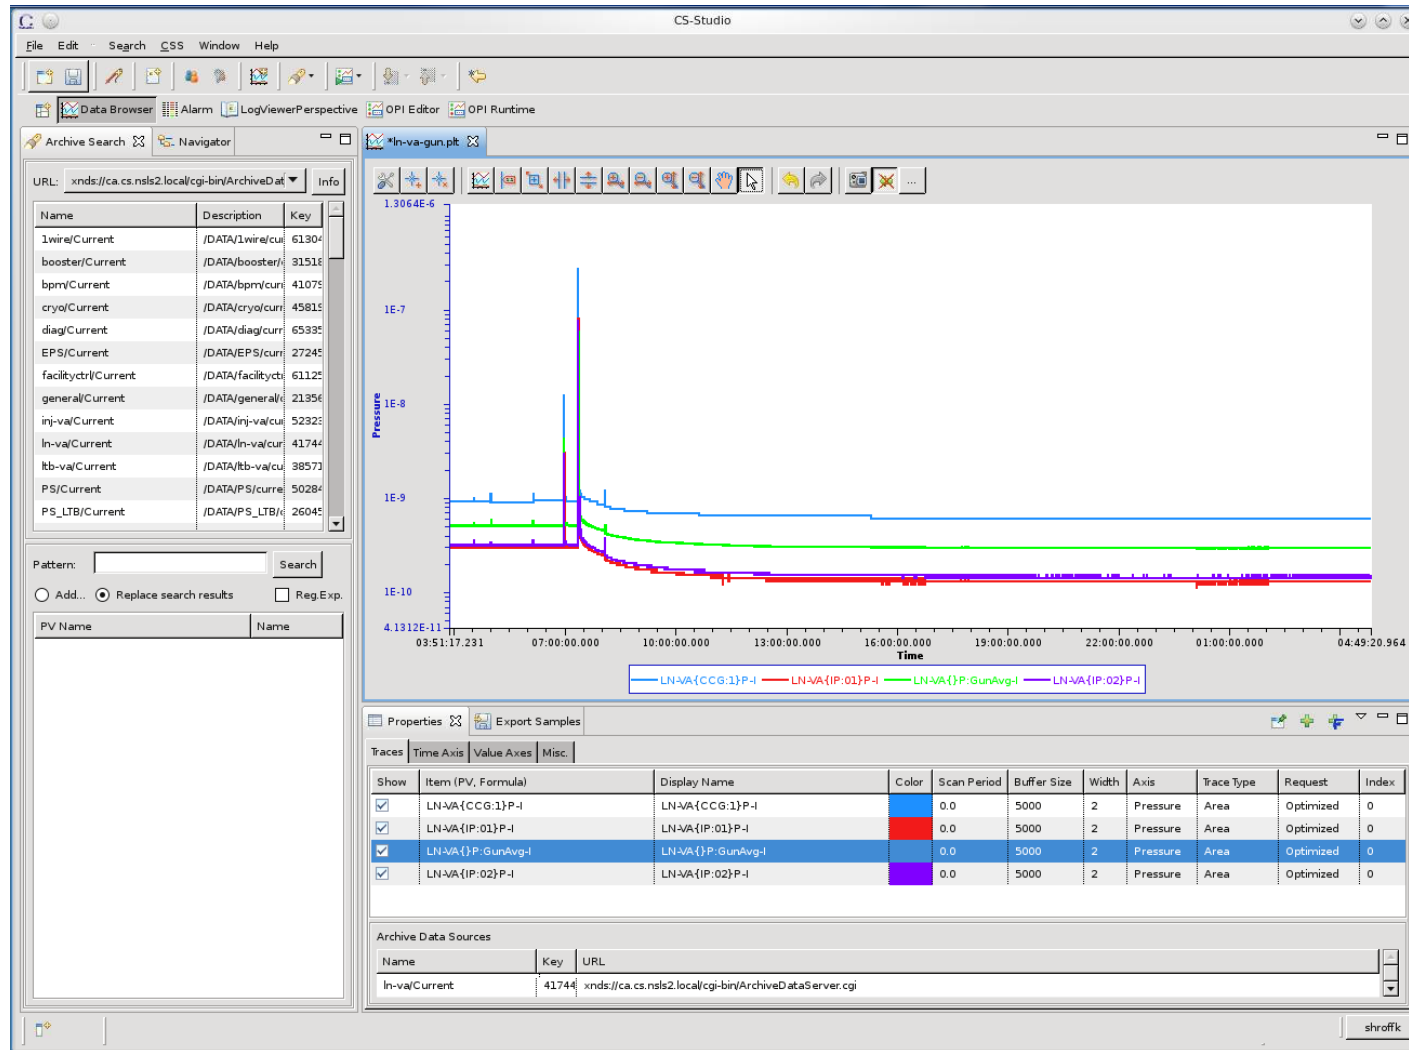 CS-Studio
File Edit Search CSS Window Help
Data Browser Alarm LogViewerPerspective OPI Editor OPI Runtime
Archive Search Navigator
URL: xnds://ca.cs.nsls2.local/cgi-bin/ArchiveDat Info
Name Description Key
1wire/Current /DATA/1wire/cur 61304
booster/Current /DATA/booster/ 31518
bpm/Current /DATA/bpm/curr 41079
cryo/Current /DATA/cryo/curr 45819
diag/Current /DATA/diag/curr 65335
EPS/Current /DATA/EPS/curr 27245
facilityctrl/Current /DATA/facilityct 61125
general/Current /DATA/general/ 21356
inj-va/Current /DATA/inj-va/cur 52323
ln-va/Current /DATA/ln-va/cur 41744
ltb-va/Current /DATA/ltb-va/cu 38571
PS/Current /DATA/PS/curre 50284
PS_LTB/Current /DATA/PS_LTB/ 26045
Pattern: Search
Add... Replace search results Reg.Exp.
PV Name Name
*ln-va-gun.plt
...
1.3064E-6
1E-7
1E-8
1E-9
1E-10
4.1312E-11
Pressure
03:51:17.231 07:00:00.000 10:00:00.000 13:00:00.000 16:00:00.000 19:00:00.000 22:00:00.000 01:00:00.000 04:49:20.964
Time
LN-VA{CCG:1}P-I LN-VA{IP:01}P-I LN-VA{}P:GunAvg-I LN-VA{IP:02}P-I
Properties Export Samples
Traces Time Axis Value Axes Misc.
Show Item (PV, Formula) Display Name Color Scan Period Buffer Size Width Axis Trace Type Request Index
LN-VA{CCG:1}P-I LN-VA{CCG:1}P-I 0.0 5000 2 Pressure Area Optimized 0
LN-VA{IP:01}P-I LN-VA{IP:01}P-I 0.0 5000 2 Pressure Area Optimized 0
LN-VA{}P:GunAvg-I LN-VA{}P:GunAvg-I 0.0 5000 2 Pressure Area Optimized 0
LN-VA{IP:02}P-I LN-VA{IP:02}P-I 0.0 5000 2 Pressure Area Optimized 0
Archive Data Sources
Name Key URL
ln-va/Current 41744 xnds://ca.cs.nsls2.local/cgi-bin/ArchiveDataServer.cgi
shroffk